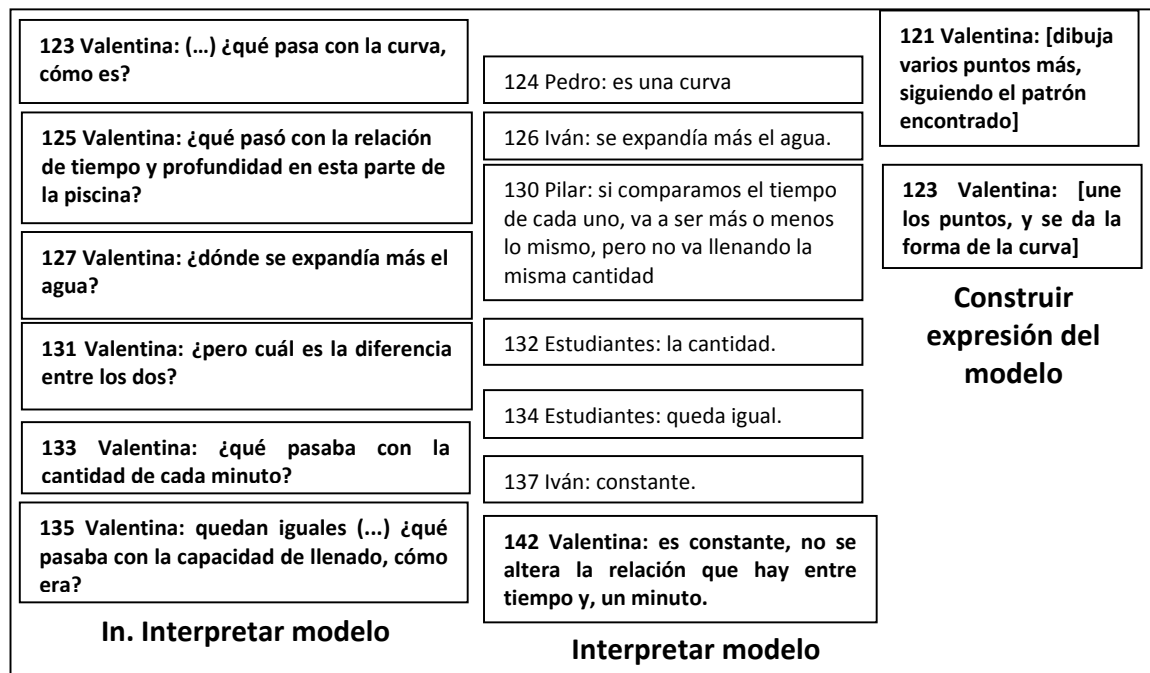 123 Valentina: (…) ¿qué pasa con la curva,
cómo es?
125 Valentina: ¿qué pasó con la relación
de tiempo y profundidad en esta parte de
la piscina?
127 Valentina: ¿dónde se expandía más el
agua?
131 Valentina: ¿pero cuál es la diferencia
entre los dos?
133 Valentina: ¿qué pasaba con la
cantidad de cada minuto?
135 Valentina: quedan iguales (...) ¿qué
pasaba con la capacidad de llenado, cómo
era?
In. Interpretar modelo
124 Pedro: es una curva
126 Iván: se expandía más el agua.
130 Pilar: si comparamos el tiempo
de cada uno, va a ser más o menos
lo mismo, pero no va llenando la
misma cantidad
132 Estudiantes: la cantidad.
134 Estudiantes: queda igual.
137 Iván: constante.
142 Valentina: es constante, no se
altera la relación que hay entre
tiempo y, un minuto.
Interpretar modelo
121 Valentina: [dibuja
varios puntos más,
siguiendo el patrón
encontrado]
123 Valentina: [une
los puntos, y se da la
forma de la curva]
Construir
expresión del
modelo